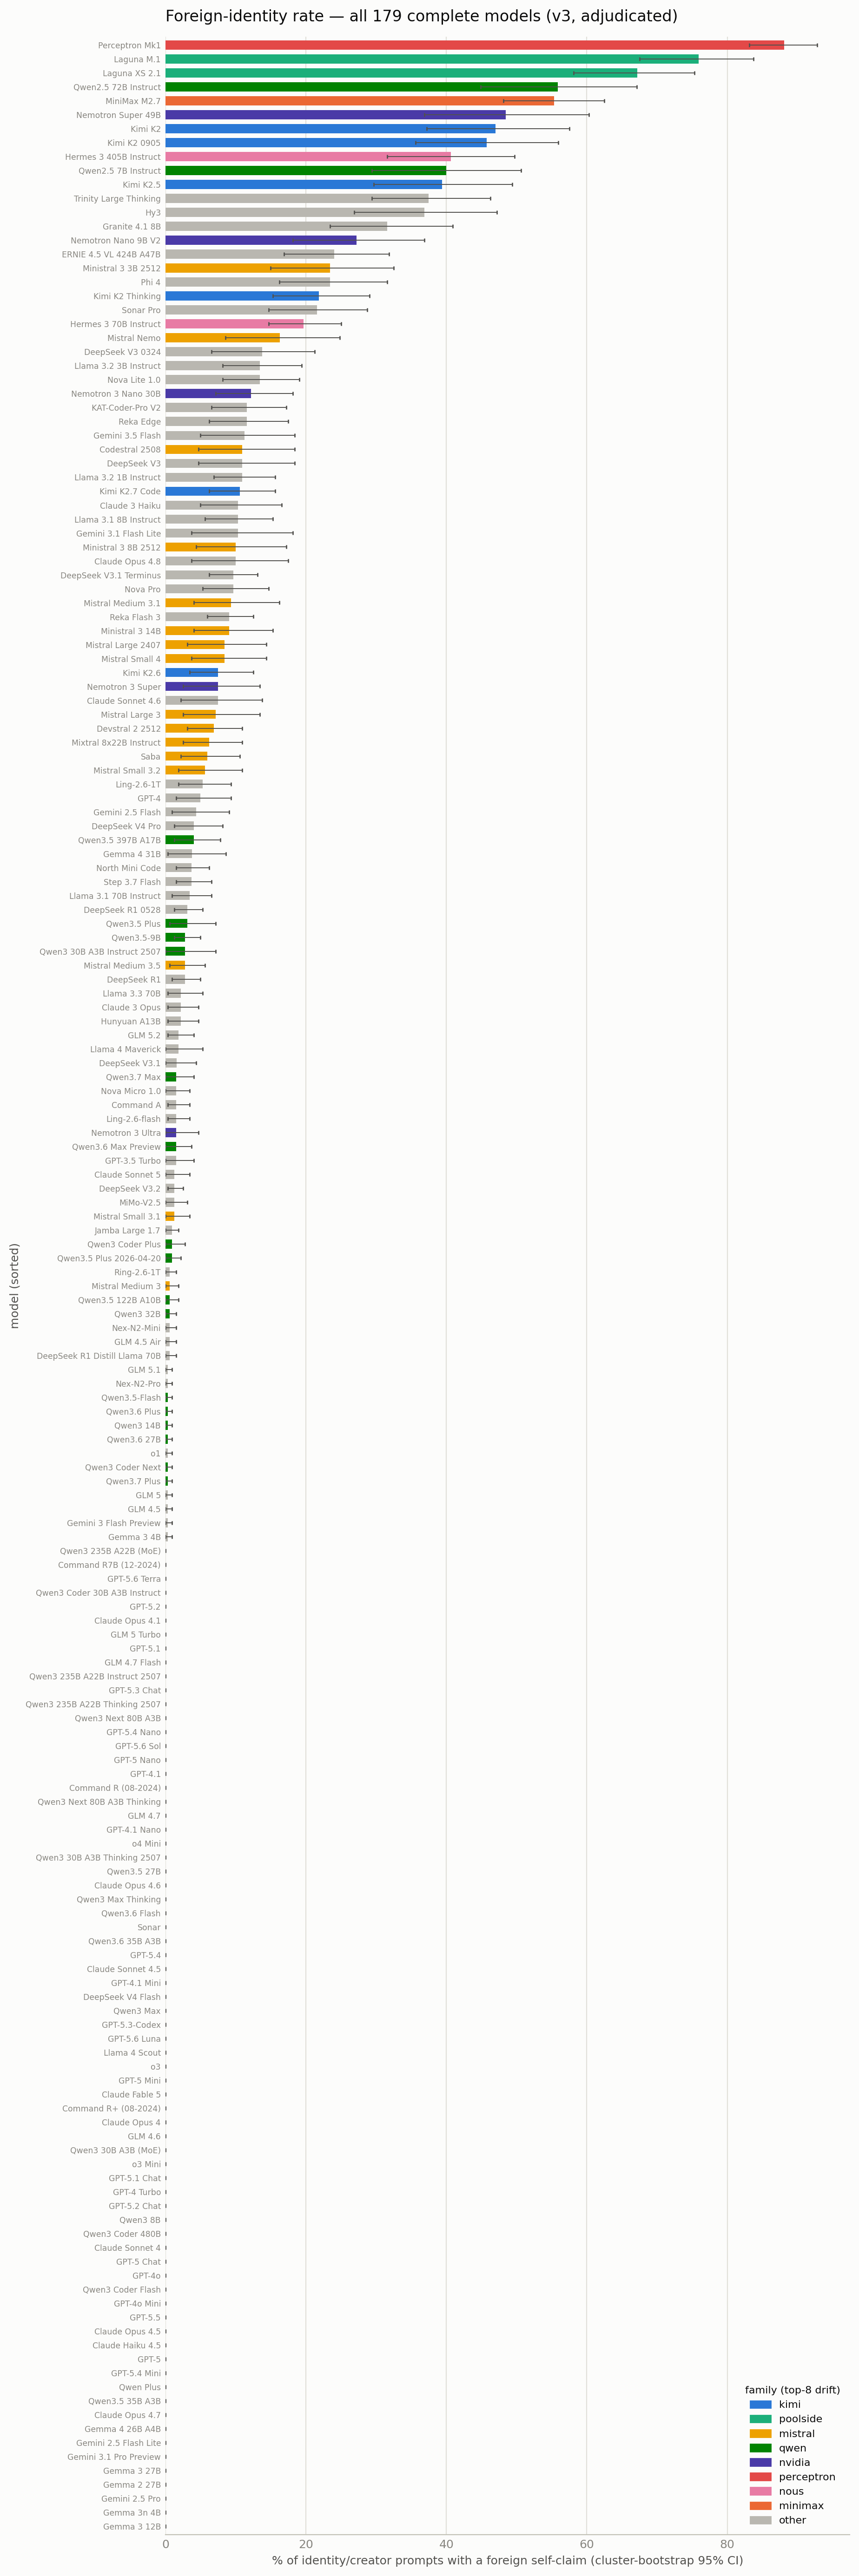 Foreign-identity rate — all 179 complete models (v3, adjudicated)
Perceptron Mk1
Laguna M.1
Laguna XS 2.1
Qwen2.5 72B Instruct
MiniMax M2.7
Nemotron Super 49B
Kimi K2
Kimi K2 0905
Hermes 3 405B Instruct
Qwen2.5 7B Instruct
Kimi K2.5
Trinity Large Thinking
Hy3
Granite 4.1 8B
Nemotron Nano 9B V2
ERNIE 4.5 VL 424B A47B
Ministral 3 3B 2512
Phi 4
Kimi K2 Thinking
Sonar Pro
Hermes 3 70B Instruct
Mistral Nemo
DeepSeek V3 0324
Llama 3.2 3B Instruct
Nova Lite 1.0
Nemotron 3 Nano 30B
KAT-Coder-Pro V2
Reka Edge
Gemini 3.5 Flash
Codestral 2508
DeepSeek V3
Llama 3.2 1B Instruct
Kimi K2.7 Code
Claude 3 Haiku
Llama 3.1 8B Instruct
Gemini 3.1 Flash Lite
Ministral 3 8B 2512
Claude Opus 4.8
DeepSeek V3.1 Terminus
Nova Pro
Mistral Medium 3.1
Reka Flash 3
Ministral 3 14B
Mistral Large 2407
Mistral Small 4
Kimi K2.6
Nemotron 3 Super
Claude Sonnet 4.6
Mistral Large 3
Devstral 2 2512
Mixtral 8x22B Instruct
Saba
Mistral Small 3.2
Ling-2.6-1T
GPT-4
Gemini 2.5 Flash
DeepSeek V4 Pro
Qwen3.5 397B A17B
Gemma 4 31B
North Mini Code
Step 3.7 Flash
Llama 3.1 70B Instruct
DeepSeek R1 0528
Qwen3.5 Plus
Qwen3.5-9B
Qwen3 30B A3B Instruct 2507
Mistral Medium 3.5
DeepSeek R1
Llama 3.3 70B
Claude 3 Opus
Hunyuan A13B
GLM 5.2
Llama 4 Maverick
DeepSeek V3.1
Qwen3.7 Max
Nova Micro 1.0
Command A
Ling-2.6-flash
Nemotron 3 Ultra
Qwen3.6 Max Preview
GPT-3.5 Turbo
Claude Sonnet 5
DeepSeek V3.2
MiMo-V2.5
Mistral Small 3.1
Jamba Large 1.7
Qwen3 Coder Plus
Qwen3.5 Plus 2026-04-20
Ring-2.6-1T
Mistral Medium 3
Qwen3.5 122B A10B
Qwen3 32B
Nex-N2-Mini
GLM 4.5 Air
DeepSeek R1 Distill Llama 70B
GLM 5.1
Nex-N2-Pro
Qwen3.5-Flash
Qwen3.6 Plus
Qwen3 14B
Qwen3.6 27B
o1
Qwen3 Coder Next
Qwen3.7 Plus
GLM 5
GLM 4.5
Gemini 3 Flash Preview
Gemma 3 4B
Qwen3 235B A22B (MoE)
Command R7B (12-2024)
GPT-5.6 Terra
Qwen3 Coder 30B A3B Instruct
GPT-5.2
Claude Opus 4.1
GLM 5 Turbo
GPT-5.1
GLM 4.7 Flash
Qwen3 235B A22B Instruct 2507
GPT-5.3 Chat
Qwen3 235B A22B Thinking 2507
Qwen3 Next 80B A3B
GPT-5.4 Nano
GPT-5.6 Sol
GPT-5 Nano
GPT-4.1
Command R (08-2024)
Qwen3 Next 80B A3B Thinking
GLM 4.7
GPT-4.1 Nano
o4 Mini
Qwen3 30B A3B Thinking 2507
Qwen3.5 27B
Claude Opus 4.6
Qwen3 Max Thinking
Qwen3.6 Flash
Sonar
Qwen3.6 35B A3B
GPT-5.4
Claude Sonnet 4.5
GPT-4.1 Mini
DeepSeek V4 Flash
Qwen3 Max
GPT-5.3-Codex
GPT-5.6 Luna
Llama 4 Scout
o3
GPT-5 Mini
Claude Fable 5
Command R+ (08-2024)
Claude Opus 4
GLM 4.6
Qwen3 30B A3B (MoE)
o3 Mini
GPT-5.1 Chat
GPT-4 Turbo
GPT-5.2 Chat
Qwen3 8B
Qwen3 Coder 480B
Claude Sonnet 4
GPT-5 Chat
GPT-4o
Qwen3 Coder Flash
GPT-4o Mini
GPT-5.5
Claude Opus 4.5
Claude Haiku 4.5
GPT-5
GPT-5.4 Mini
Qwen Plus
Qwen3.5 35B A3B
Claude Opus 4.7
Gemma 4 26B A4B
Gemini 2.5 Flash Lite
Gemini 3.1 Pro Preview
Gemma 3 27B
Gemma 2 27B
Gemini 2.5 Pro
Gemma 3n 4B
Gemma 3 12B
model (sorted)
family (top-8 drift)
kimi
poolside
mistral
qwen
nvidia
perceptron
nous
minimax
other
0 20 40 60 80
% of identity/creator prompts with a foreign self-claim (cluster-bootstrap 95% CI)